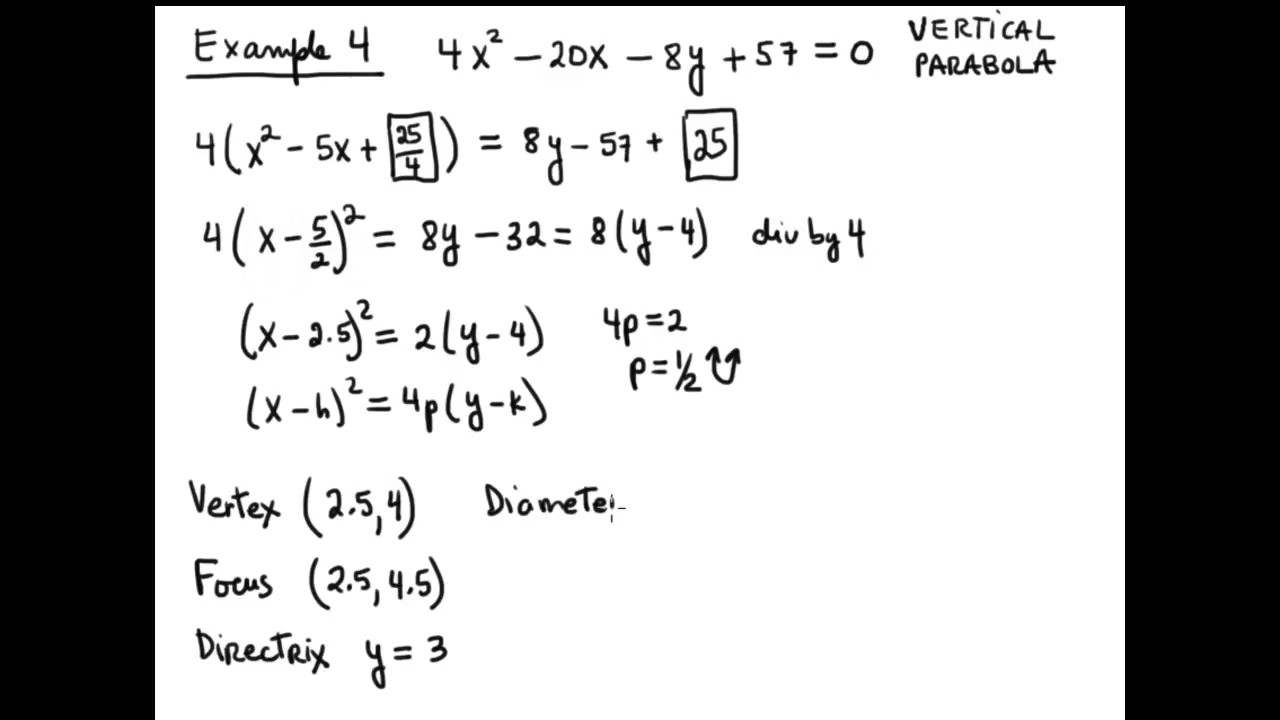 Example 4 4x² − 20x − 8y + 57 = 0 VERTICAL PARABOLA
4(x² − 5x + 25/4) = 8y − 57 + 25
4(x − 5/2)² = 8y − 32 = 8(y − 4) div by 4
(x − 2.5)² = 2(y − 4) 4p = 2
p = 1/2
(x − h)² = 4p(y − k)
Vertex (2.5, 4) Diamete
Focus (2.5, 4.5)
Directrix y = 3